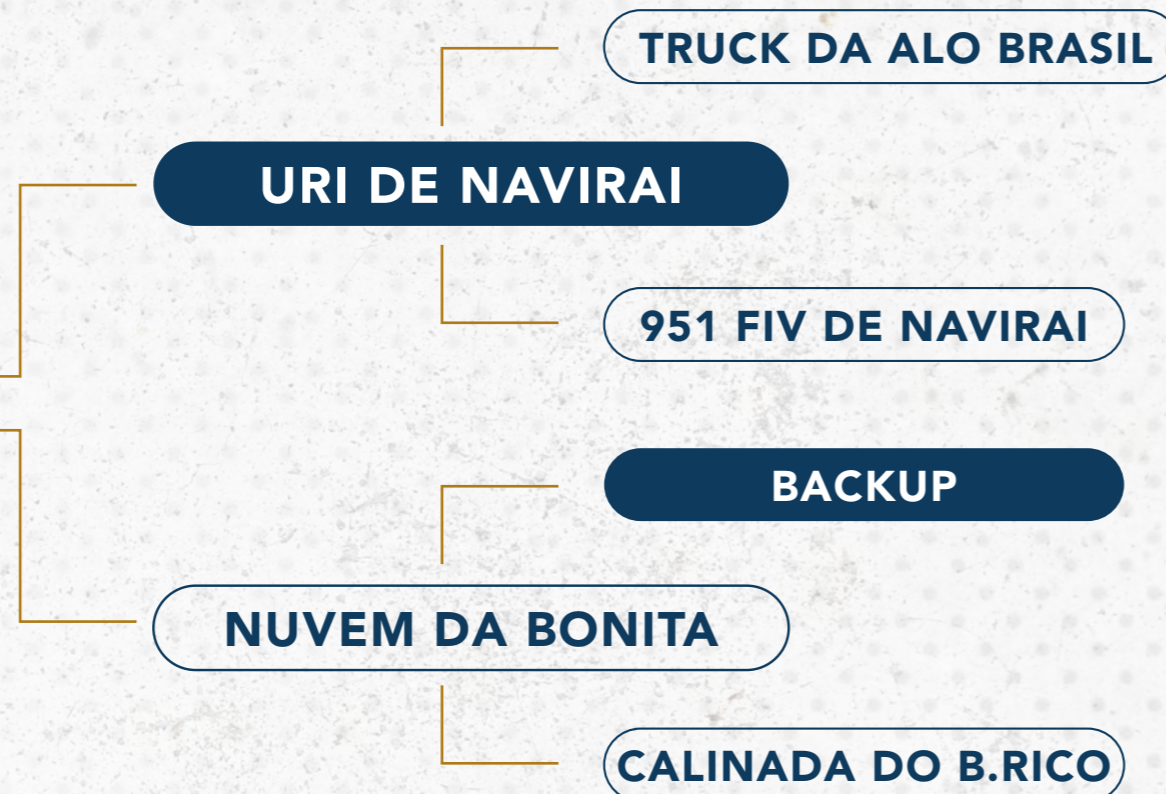 TRUCK DA ALO BRASIL
URI DE NAVIRAI
951 FIV DE NAVIRAI
BACKUP
NUVEM DA BONITA
CALINADA DO B.RICO